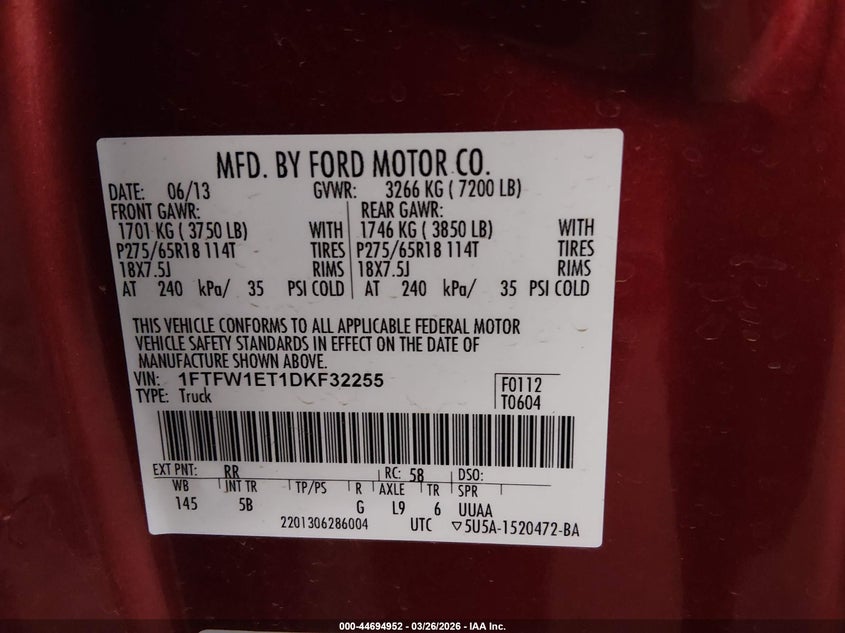 MFD. BY FORD MOTOR CO.
DATE: 06/13 GVWR: 3266 KG ( 7200 LB)
FRONT GAWR: REAR GAWR:
1701 KG ( 3750 LB) WITH 1746 KG ( 3850 LB) WITH
P275/65R18 114T TIRES P275/65R18 114T TIRES
18X7.5J RIMS 18X7.5J RIMS
AT 240 kPa/ 35 PSI COLD AT 240 kPa/ 35 PSI COLD
THIS VEHICLE CONFORMS TO ALL APPLICABLE FEDERAL MOTOR
VEHICLE SAFETY STANDARDS IN EFFECT ON THE DATE OF
MANUFACTURE SHOWN ABOVE.
VIN: 1FTFW1ET1DKF32255 F0112
TYPE: Truck T0604
EXT PNT: RR RC: 58 DSO:
WB INT TR TP/PS R AXLE TR SPR
145 5B G L9 6 UUAA
2201306286004 UTC ▽5U5A-1520472-BA
000-44694952 - 03/26/2026 - IAA Inc.